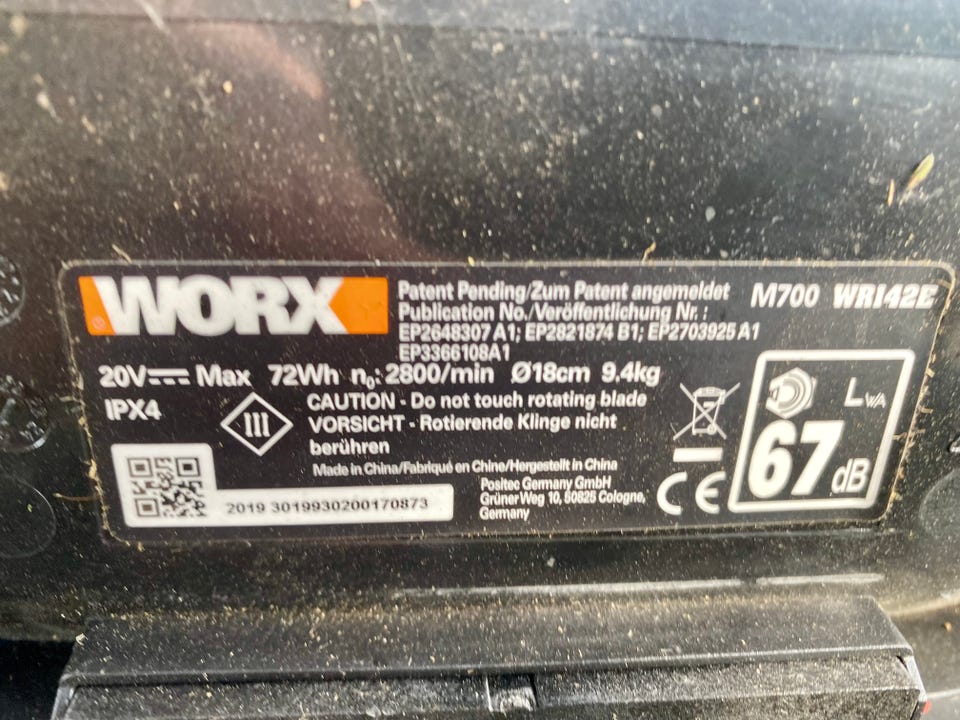 WORX
Patent Pending/Zum Patent angemeldet
Publication No./Veröffentlichung Nr.:
EP2648307 A1; EP2821874 B1; EP2703925 A1
EP3366108A1
M700 WR142E
20V Max 72Wh n₀: 2800/min Ø18cm 9.4kg
IPX4
III
CAUTION - Do not touch rotating blade
VORSICHT - Rotierende Klinge nicht
berühren
Made in China/Fabriqué en Chine/Hergestellt in China
Positec Germany GmbH
Grüner Weg 10, 50825 Cologne,
Germany
2019 3019930200170873
CE
LWA
67 dB